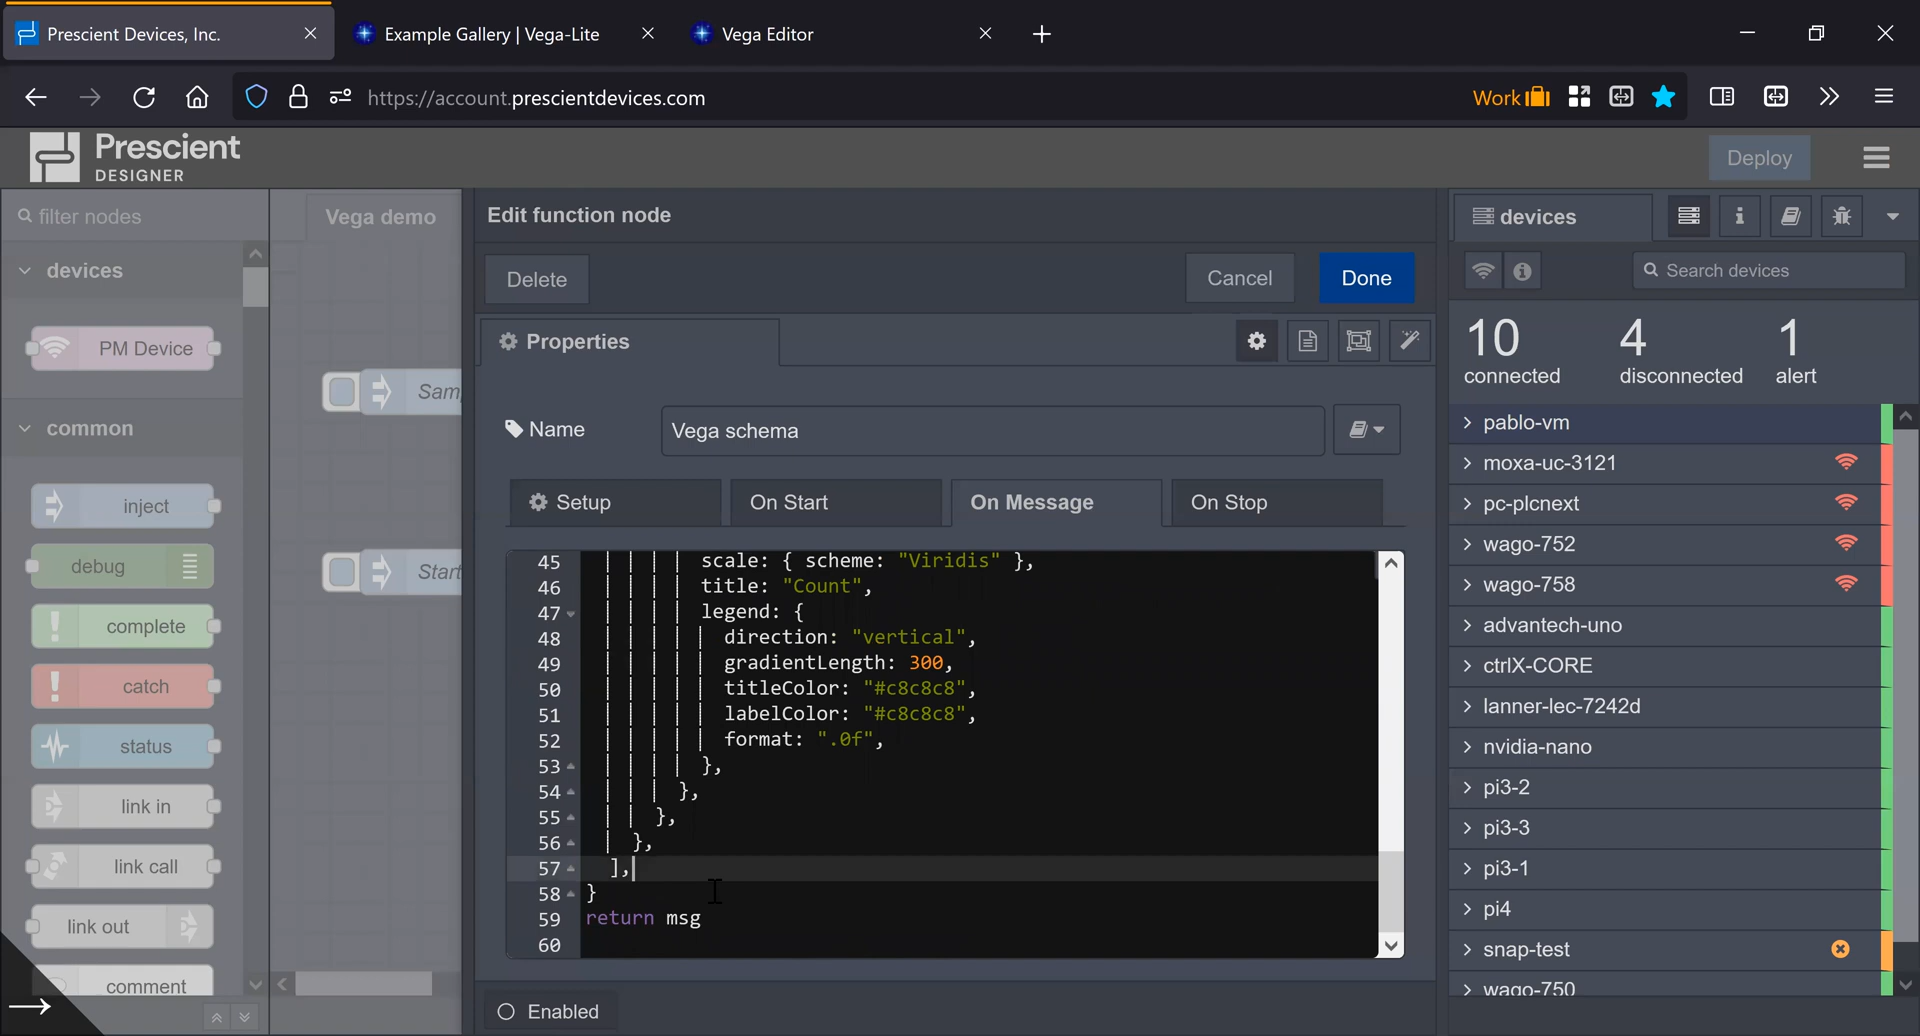 Prescient Devices, Inc.
Example Gallery | Vega-Lite
Vega Editor
https://account.prescientdevices.com
Work
Prescient
DESIGNER
Deploy
filter nodes
devices
PM Device
common
inject
debug
complete
catch
status
link in
link call
link out
comment
Vega demo
Sam
Start
Edit function node
Delete
Cancel
Done
Properties
Name
Vega schema
Setup
On Start
On Message
On Stop
45 scale: { scheme: "Viridis" },
46 title: "Count",
47 legend: {
48 direction: "vertical",
49 gradientLength: 300,
50 titleColor: "#c8c8c8",
51 labelColor: "#c8c8c8",
52 format: ".0f",
53 },
54 },
55 },
56 },
57 ],
58 }
59 return msg
60
Enabled
devices
Search devices
10 4 1
connected disconnected alert
pablo-vm
moxa-uc-3121
pc-plcnext
wago-752
wago-758
advantech-uno
ctrlX-CORE
lanner-lec-7242d
nvidia-nano
pi3-2
pi3-3
pi3-1
pi4
snap-test
wago-750